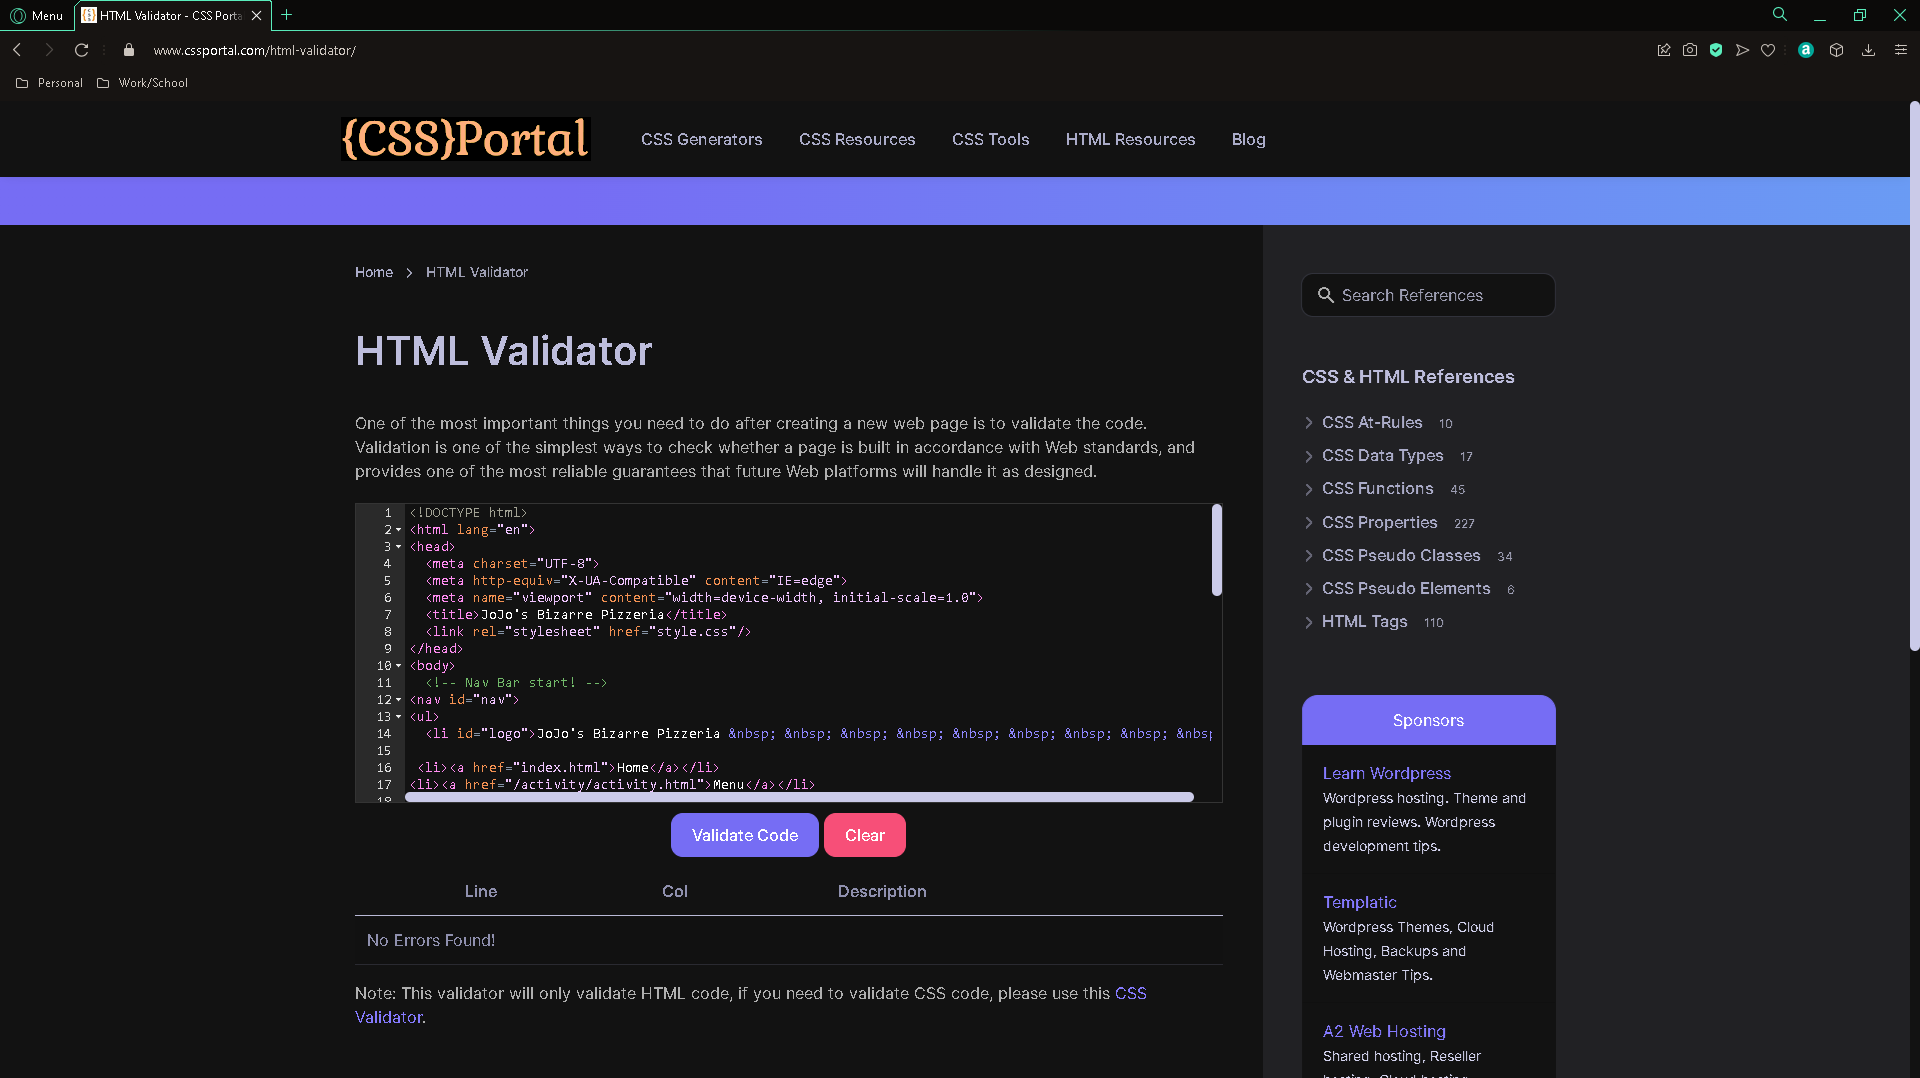 Menu
HTML Validator - CSS Porta
www.cssportal.com/html-validator/
Personal
Work/School
{CSS}Portal
CSS Generators
CSS Resources
CSS Tools
HTML Resources
Blog
Home
HTML Validator
Search References
HTML Validator
One of the most important things you need to do after creating a new web page is to validate the code.
Validation is one of the simplest ways to check whether a page is built in accordance with Web standards, and
provides one of the most reliable guarantees that future Web platforms will handle it as designed.
1 <!DOCTYPE html>
2 <html lang="en">
3 <head>
4 <meta charset="UTF-8">
5 <meta http-equiv="X-UA-Compatible" content="IE=edge">
6 <meta name="viewport" content="width=device-width, initial-scale=1.0">
7 <title>JoJo's Bizarre Pizzeria</title>
8 <link rel="stylesheet" href="style.css"/>
9 </head>
10 <body>
11 <!-- Nav Bar start! -->
12 <nav id="nav">
13 <ul>
14 <li id="logo">JoJo's Bizarre Pizzeria &nbsp; &nbsp; &nbsp; &nbsp; &nbsp; &nbsp; &nbsp; &nbsp; &nbsp
15
16 <li><a href="index.html">Home</a></li>
17 <li><a href="/activity/activity.html">Menu</a></li>
18
Validate Code
Clear
Line Col Description
No Errors Found!
Note: This validator will only validate HTML code, if you need to validate CSS code, please use this CSS
Validator.
CSS & HTML References
CSS At-Rules 10
CSS Data Types 17
CSS Functions 45
CSS Properties 227
CSS Pseudo Classes 34
CSS Pseudo Elements 6
HTML Tags 110
Sponsors
Learn Wordpress
Wordpress hosting. Theme and
plugin reviews. Wordpress
development tips.
Templatic
Wordpress Themes, Cloud
Hosting, Backups and
Webmaster Tips.
A2 Web Hosting
Shared hosting, Reseller
hosting, Cloud hosting